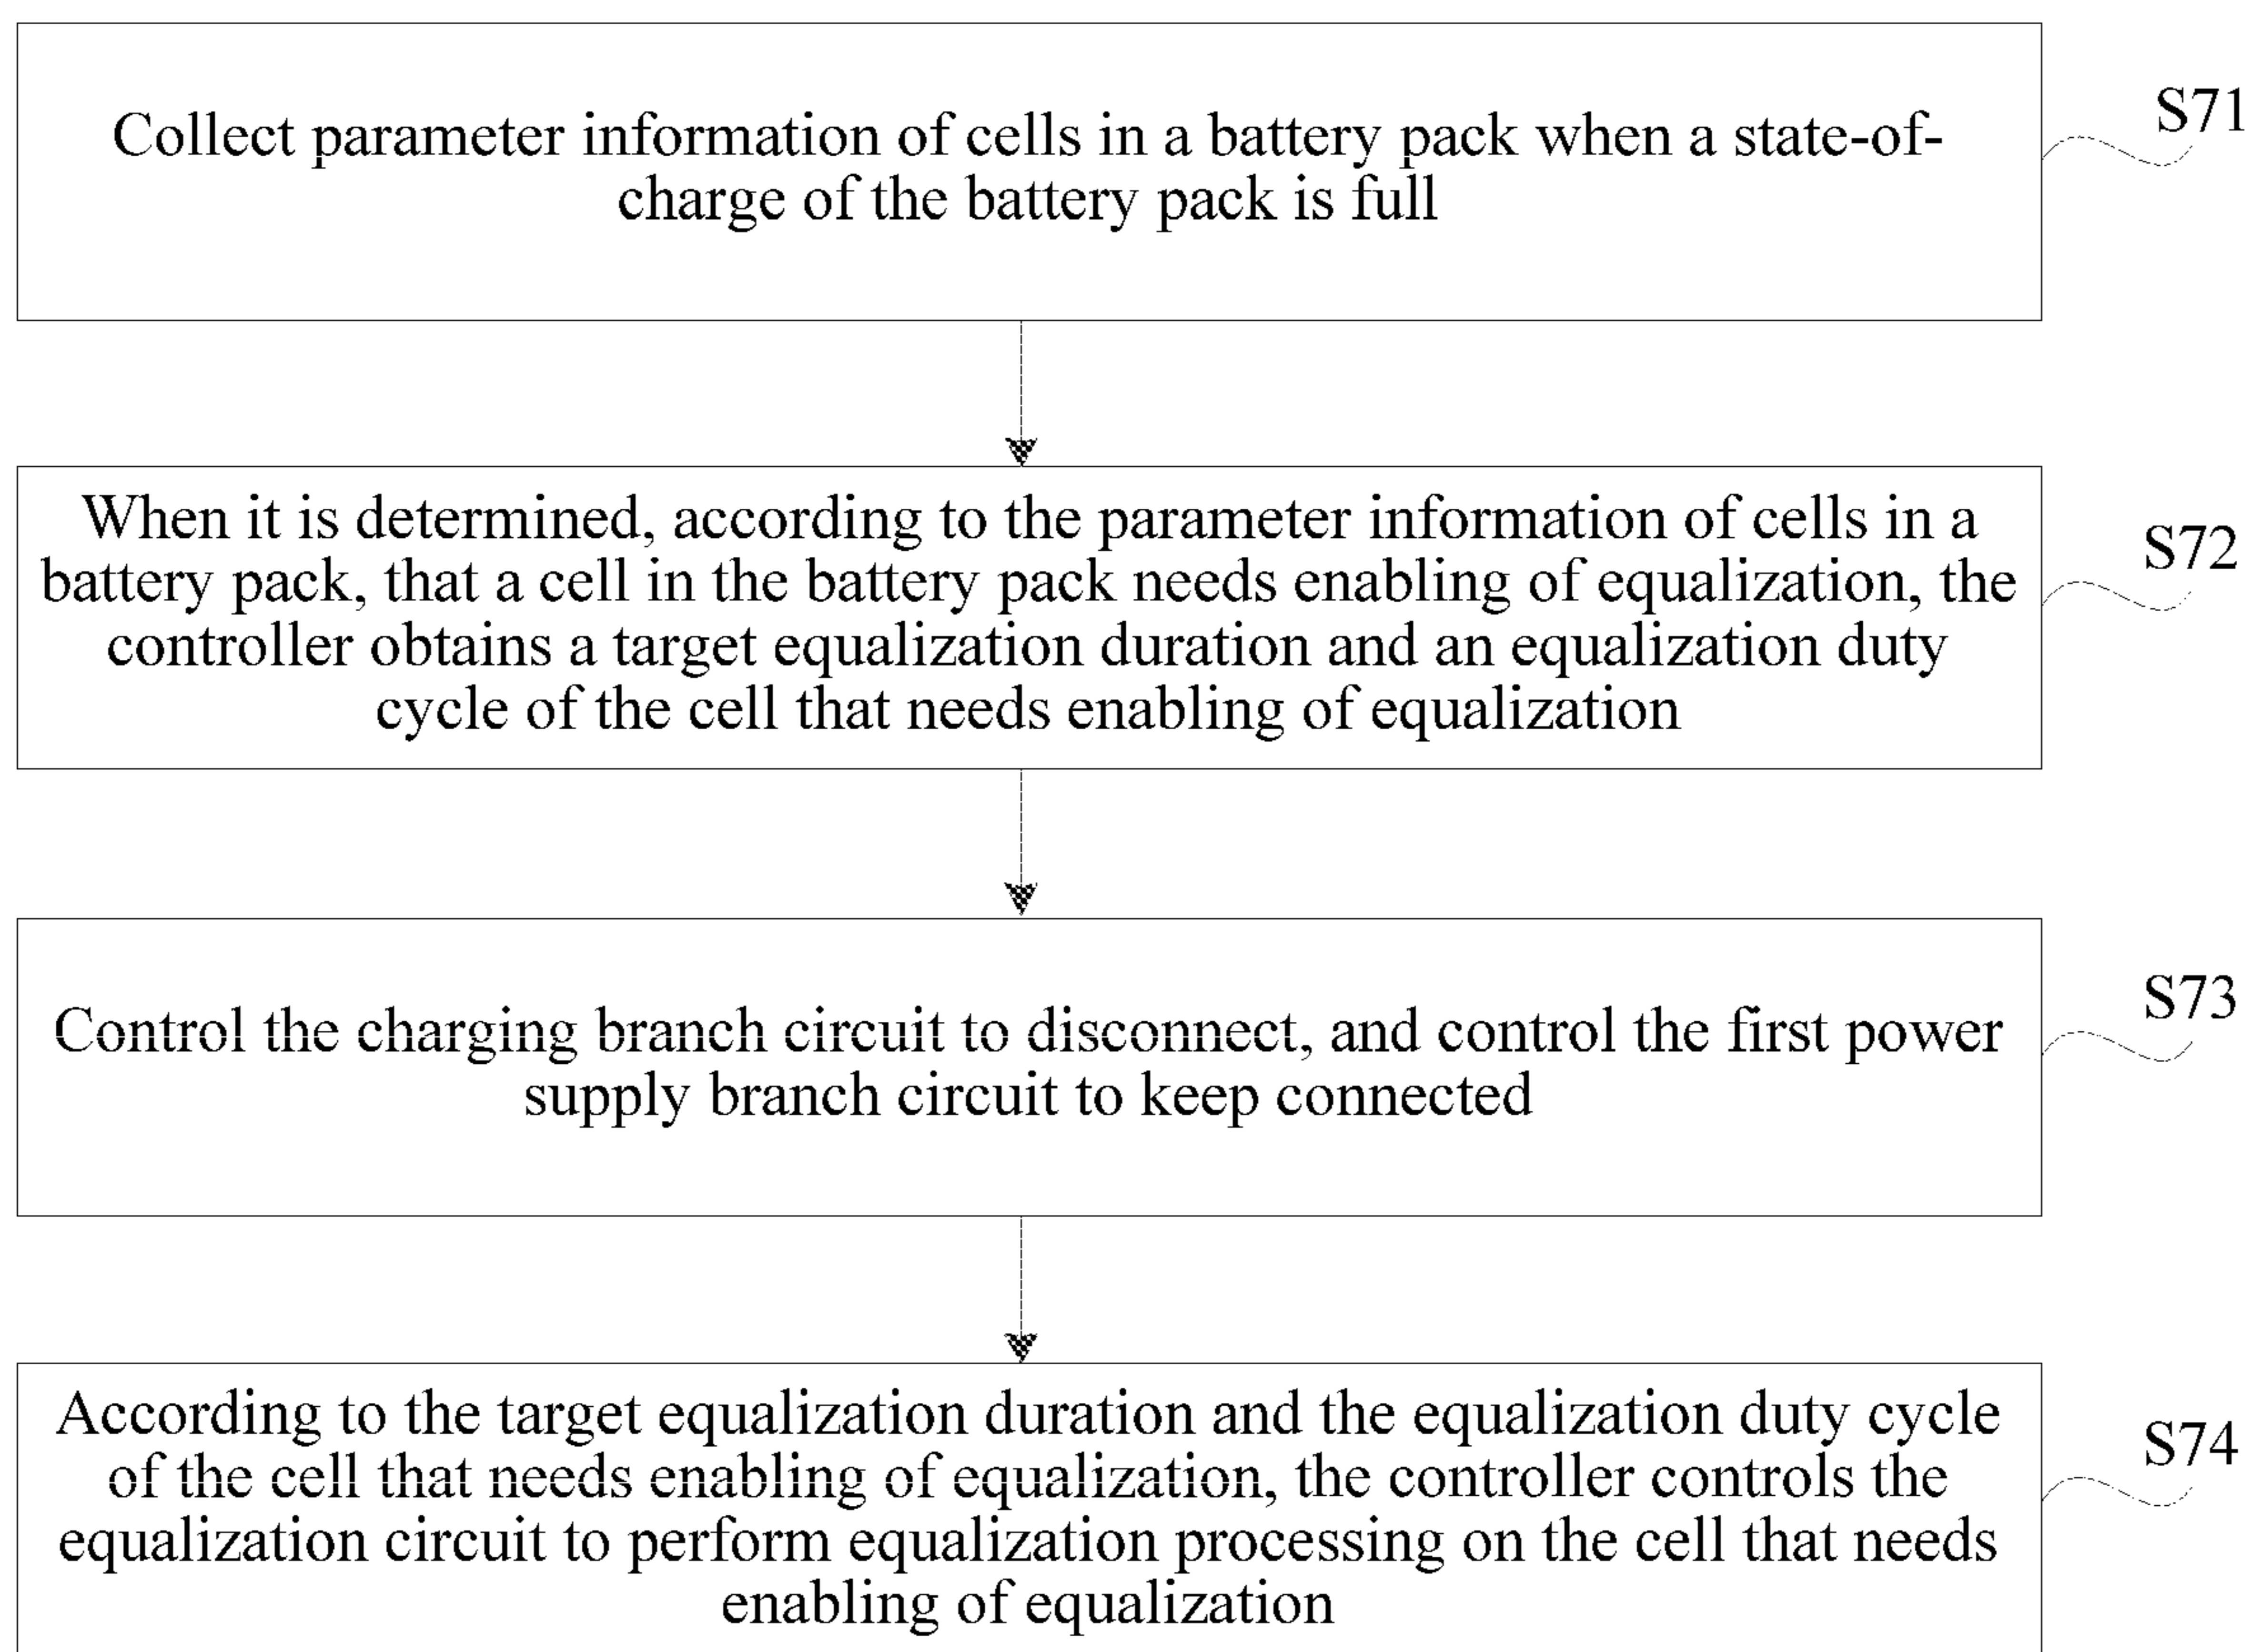 Collect parameter information of cells in a battery pack when a state-of-
charge of the battery pack is full
S71
When it is determined, according to the parameter information of cells in a
battery pack, that a cell in the battery pack needs enabling of equalization, the
controller obtains a target equalization duration and an equalization duty
cycle of the cell that needs enabling of equalization
S72
Control the charging branch circuit to disconnect, and control the first power
supply branch circuit to keep connected
S73
According to the target equalization duration and the equalization duty cycle
of the cell that needs enabling of equalization, the controller controls the
equalization circuit to perform equalization processing on the cell that needs
enabling of equalization
S74